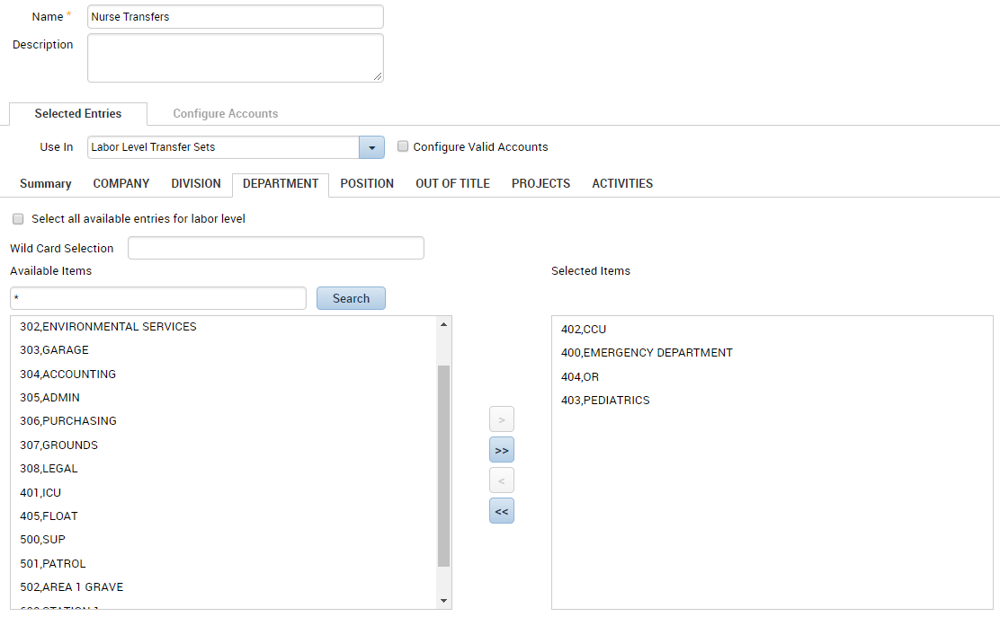 Name * Nurse Transfers
Description
Selected Entries Configure Accounts
Use In Labor Level Transfer Sets Configure Valid Accounts
Summary COMPANY DIVISION DEPARTMENT POSITION OUT OF TITLE PROJECTS ACTIVITIES
Select all available entries for labor level
Wild Card Selection
Available Items
* Search
302,ENVIRONMENTAL SERVICES
303,GARAGE
304,ACCOUNTING
305,ADMIN
306,PURCHASING
307,GROUNDS
308,LEGAL
401,ICU
405,FLOAT
500,SUP
501,PATROL
502,AREA 1 GRAVE
>
>>
<
<<
Selected Items
402,CCU
400,EMERGENCY DEPARTMENT
404,OR
403,PEDIATRICS